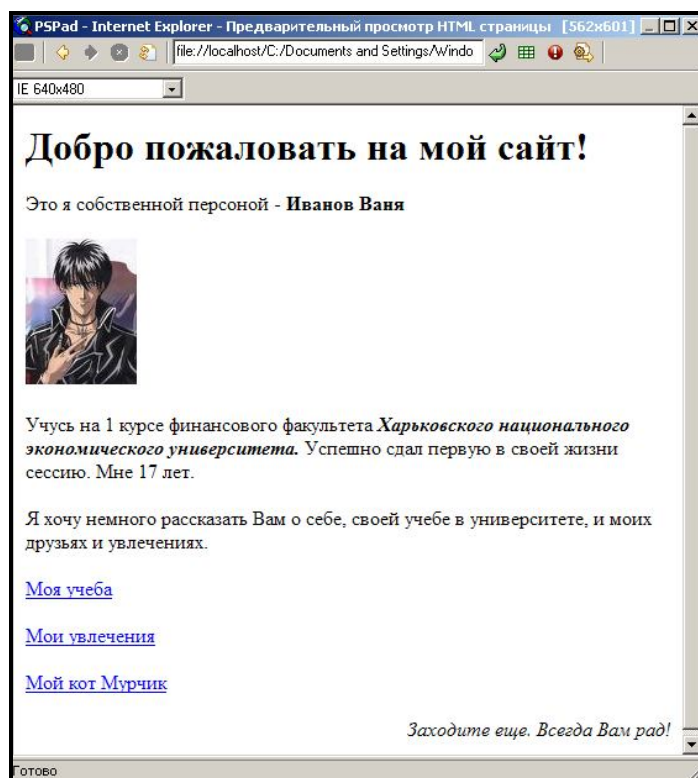 PSPad - Internet Explorer - Предварительный просмотр HTML страницы [562x601]
file://localhost/C:/Documents and Settings/Windo
IE 640x480
Добро пожаловать на мой сайт!
Это я собственной персоной - Иванов Ваня
Учусь на 1 курсе финансового факультета Харьковского национального
экономического университета. Успешно сдал первую в своей жизни
сессию. Мне 17 лет.
Я хочу немного рассказать Вам о себе, своей учебе в университете, и моих
друзьях и увлечениях.
Моя учеба
Мои увлечения
Мой кот Мурчик
Заходите еще. Всегда Вам рад!
Готово